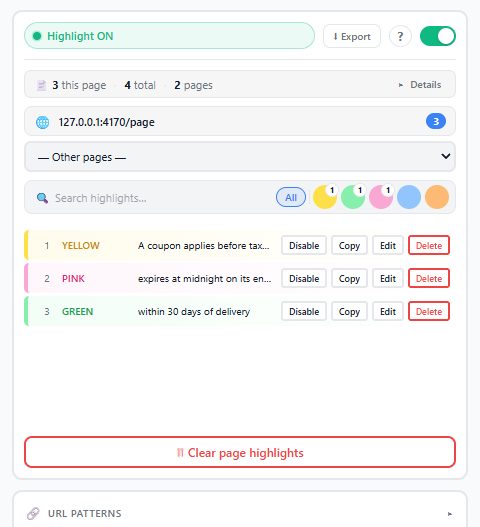 Highlight ON
Export
?
3 this page · 4 total · 2 pages
Details
127.0.0.1:4170/page
3
— Other pages —
Search highlights...
All
1
1
1
1 YELLOW A coupon applies before tax... Disable Copy Edit Delete
2 PINK expires at midnight on its en... Disable Copy Edit Delete
3 GREEN within 30 days of delivery Disable Copy Edit Delete
Clear page highlights
URL PATTERNS